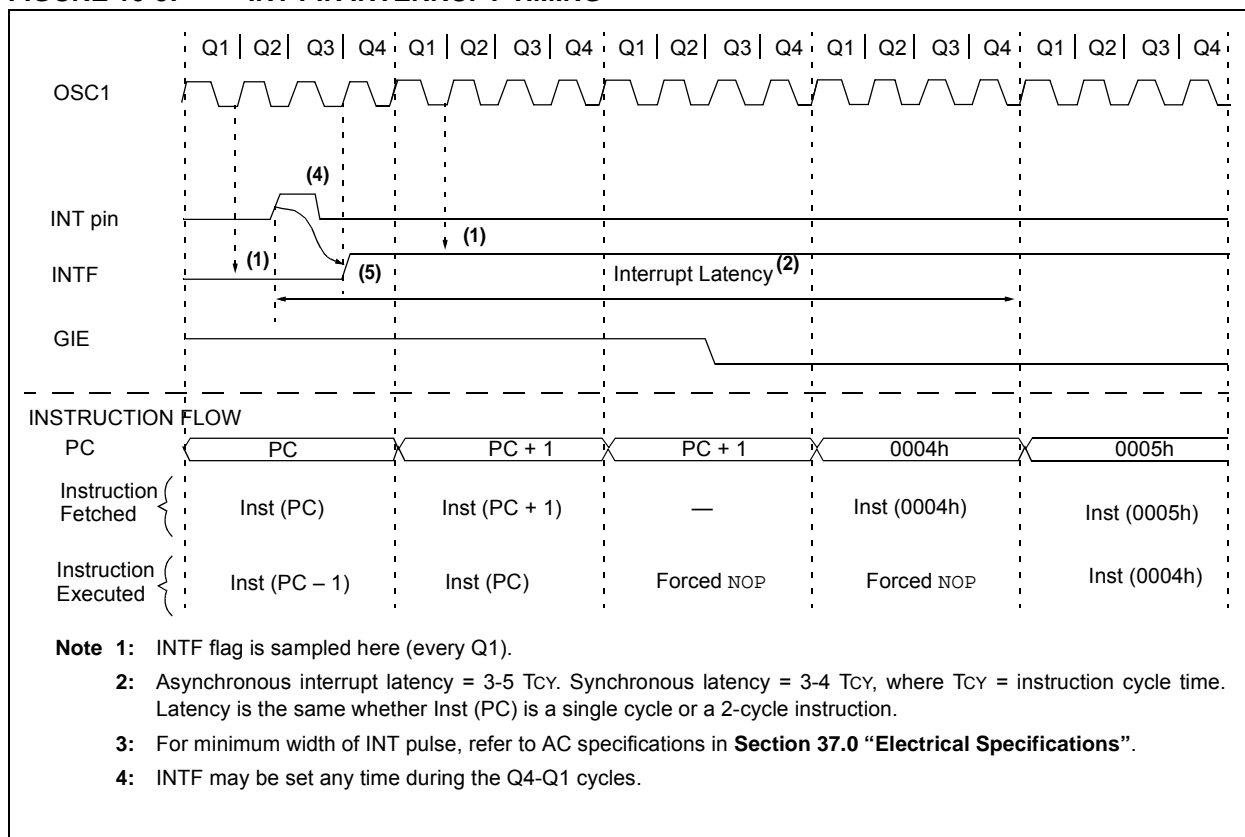 Q1 | Q2 | Q3 | Q4 Q1 | Q2 | Q3 | Q4 Q1 | Q2 | Q3 | Q4 Q1 | Q2 | Q3 | Q4 Q1 | Q2 | Q3 | Q4
OSC1
(4)
INT pin
(1)
(1)
INTF
(5)
Interrupt Latency (2)
GIE
INSTRUCTION FLOW
PC PC PC + 1 PC + 1 0004h 0005h
Instruction
Fetched
Inst (PC) Inst (PC + 1) — Inst (0004h) Inst (0005h)
Instruction
Executed
Inst (PC – 1) Inst (PC) Forced NOP Forced NOP Inst (0004h)
Note 1: INTF flag is sampled here (every Q1).
2: Asynchronous interrupt latency = 3-5 TCY. Synchronous latency = 3-4 TCY, where TCY = instruction cycle time.
Latency is the same whether Inst (PC) is a single cycle or a 2-cycle instruction.
3: For minimum width of INT pulse, refer to AC specifications in Section 37.0 “Electrical Specifications”.
4: INTF may be set any time during the Q4-Q1 cycles.